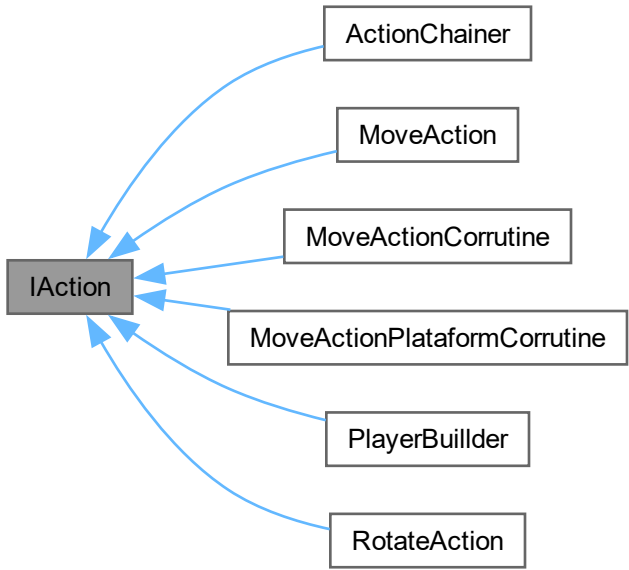 ActionChainer
MoveAction
MoveActionCorrutine
IAction
MoveActionPlataformCorrutine
PlayerBuillder
RotateAction